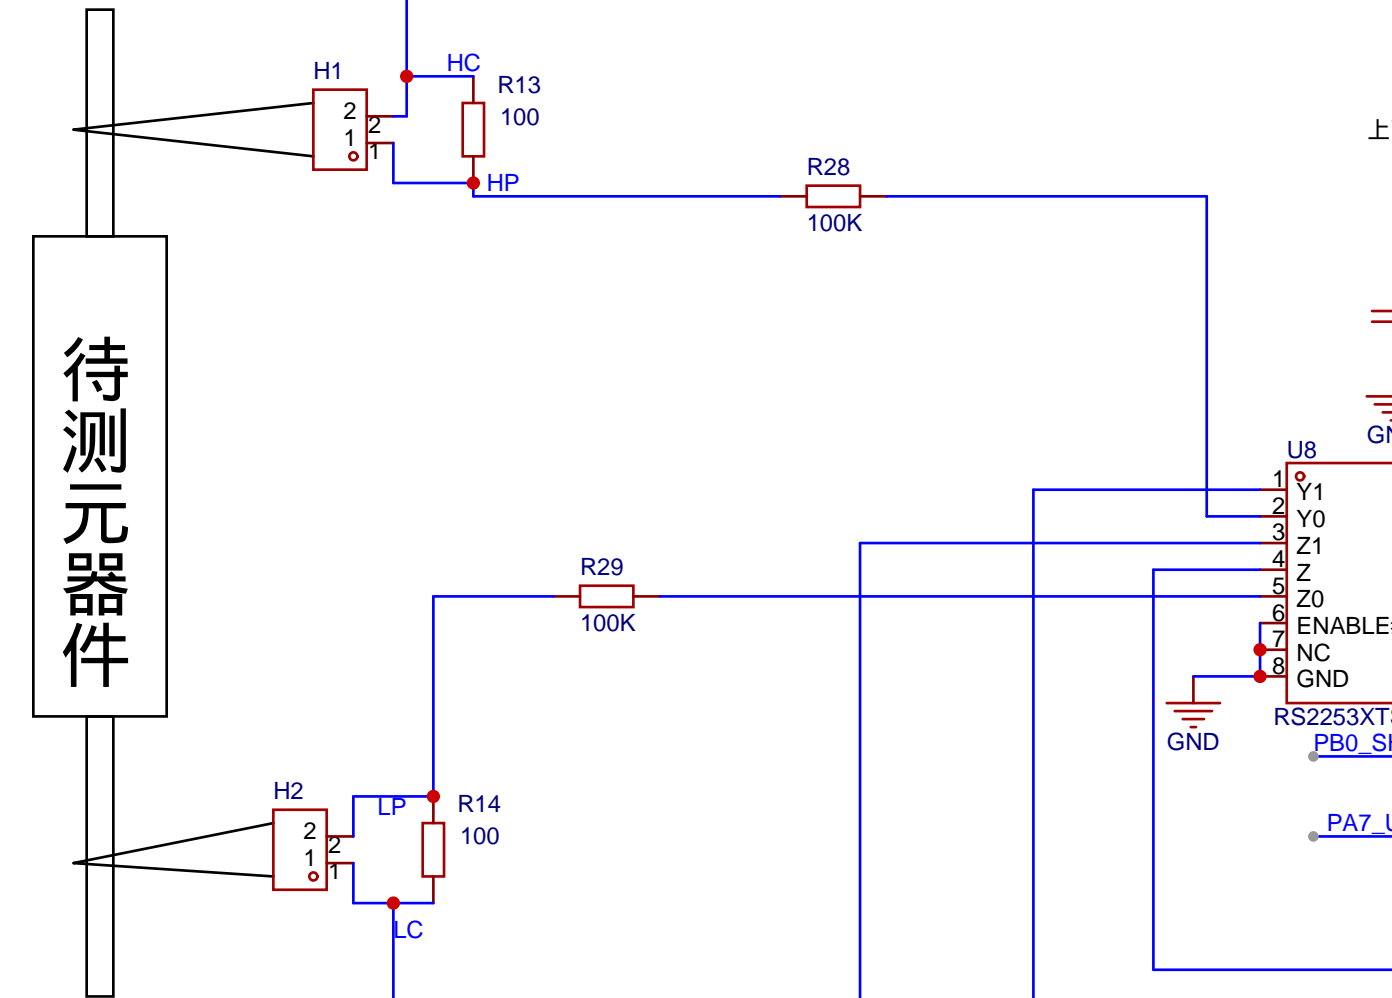 H1
HC
R13
100
2
1
2
1
HP
R28
100K
上
待测元器件
GN
U8
1
Y1
2
Y0
3
Z1
4
Z
5
Z0
6
ENABLE
7
NC
8
GND
R29
100K
GND
RS2253XTS
PB0_SH
PA7_U
H2
LP
R14
100
2
1
2
1
LC